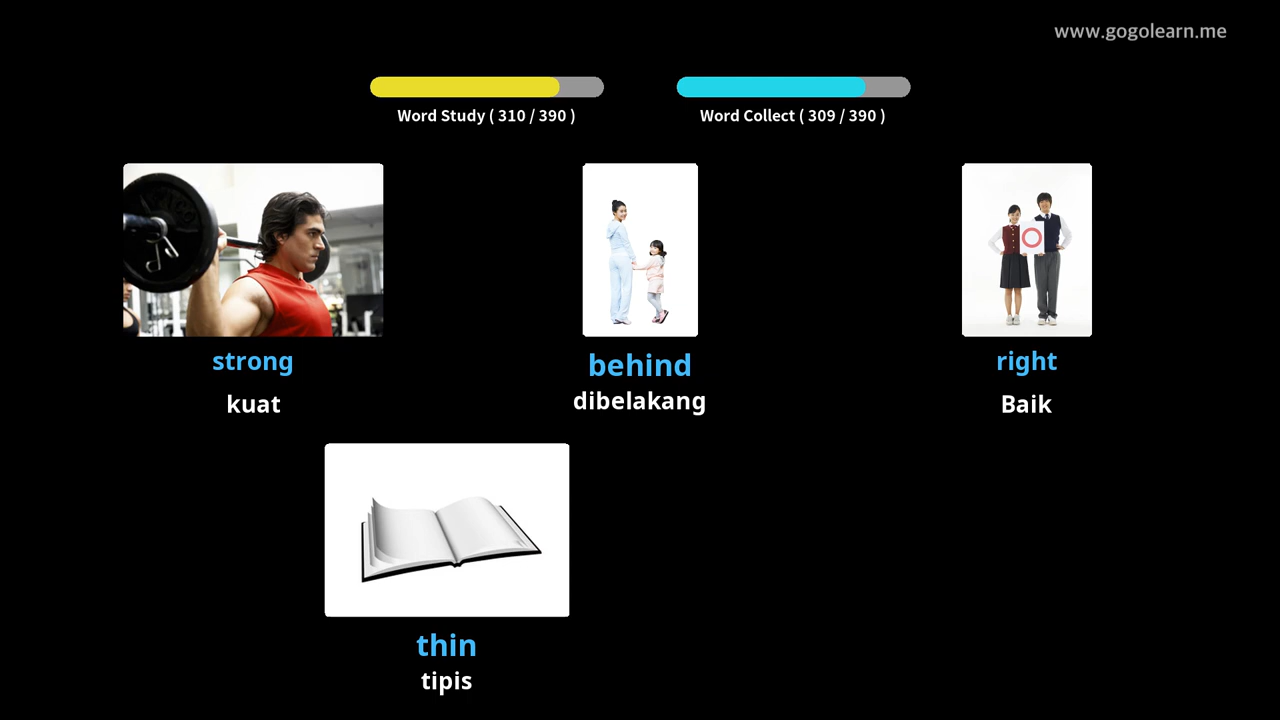 www.gogolearn.me
Word Study ( 310 / 390 )
Word Collect ( 309 / 390 )
strong
kuat
behind
dibelakang
right
Baik
thin
tipis